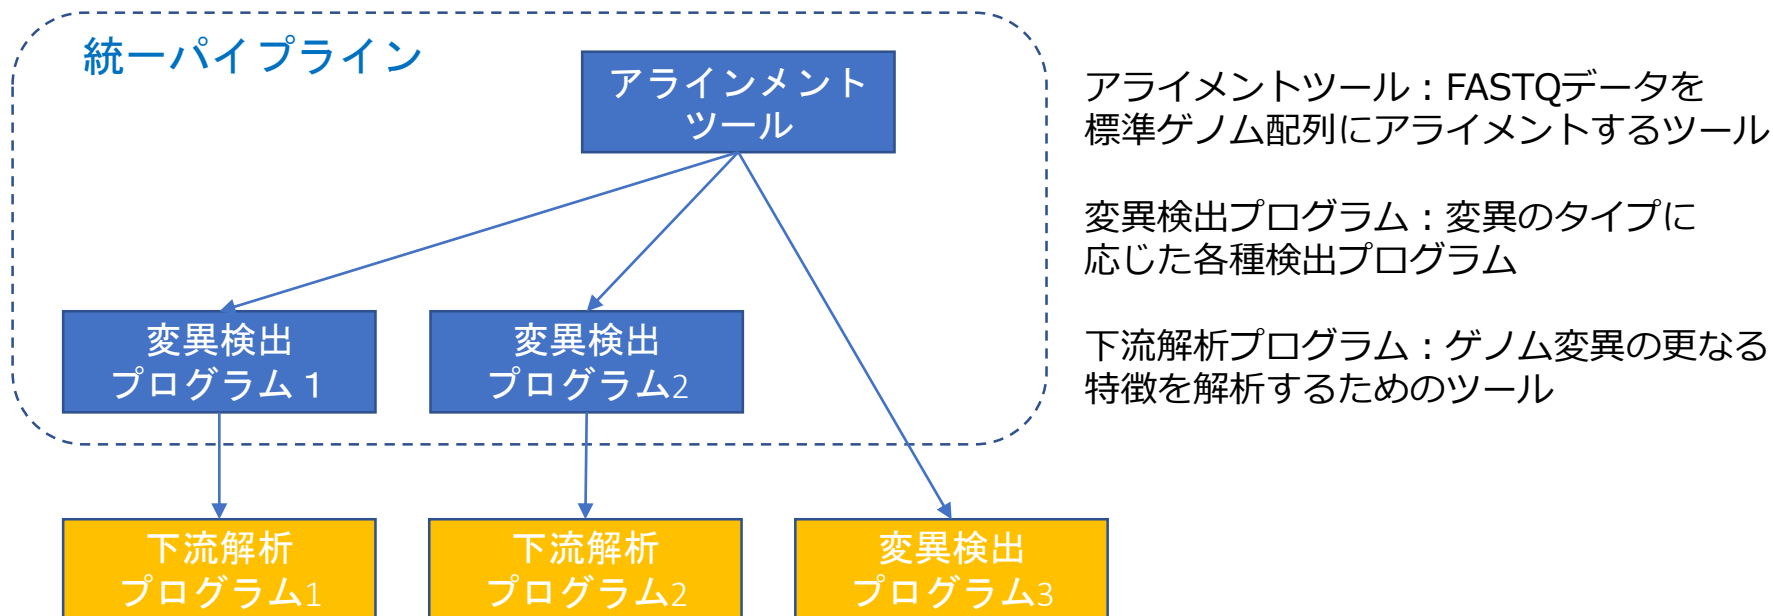 統一パイプライン
アラインメント
ツール
変異検出
プログラム１
変異検出
プログラム2
下流解析
プログラム1
下流解析
プログラム2
変異検出
プログラム3
アライメントツール：FASTQデータを
標準ゲノム配列にアライメントするツール
変異検出プログラム：変異のタイプに
応じた各種検出プログラム
下流解析プログラム：ゲノム変異の更なる
特徴を解析するためのツール